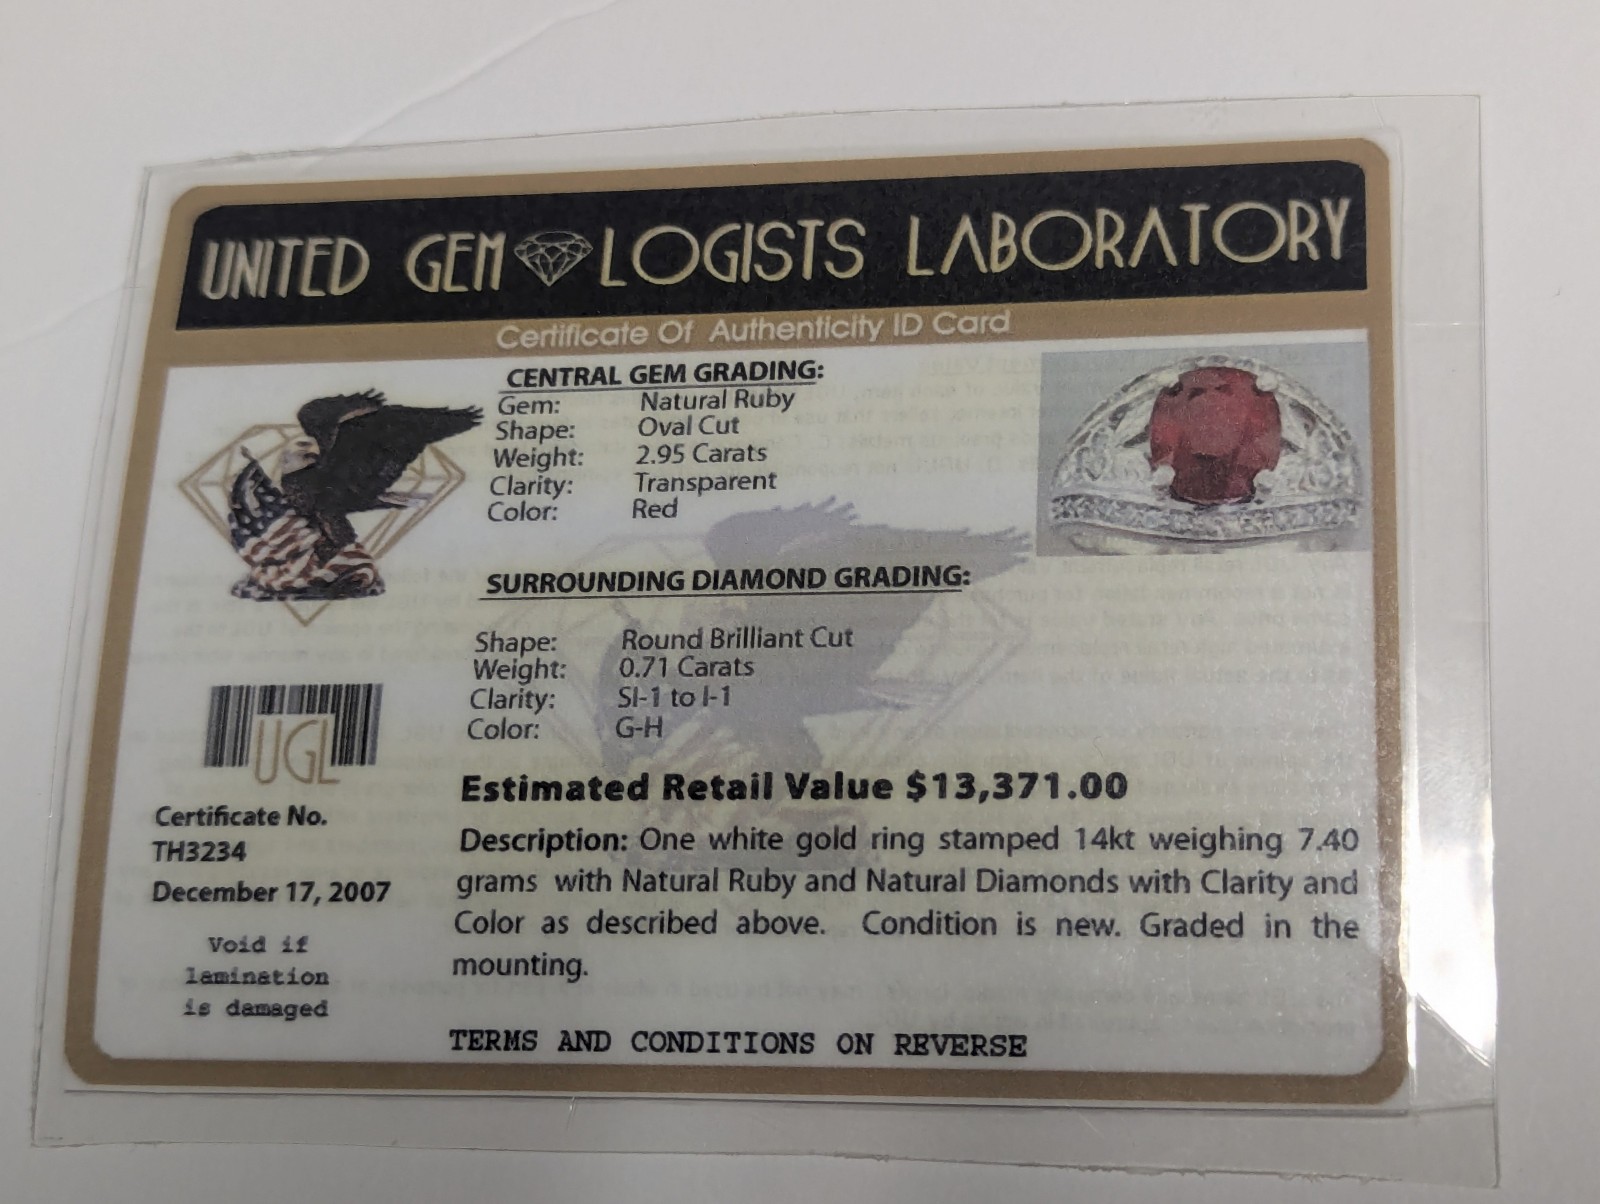 UNITED GEMOLOGISTS LABORATORY
Certificate Of Authenticity ID Card
CENTRAL GEM GRADING:
Gem: Natural Ruby
Shape: Oval Cut
Weight: 2.95 Carats
Clarity: Transparent
Color: Red
SURROUNDING DIAMOND GRADING:
Shape: Round Brilliant Cut
Weight: 0.71 Carats
Clarity: SI-1 to I-1
Color: G-H
UGL
Certificate No.
TH3234
December 17, 2007
Void if
lamination
is damaged
Estimated Retail Value $13,371.00
Description: One white gold ring stamped 14kt weighing 7.40
grams with Natural Ruby and Natural Diamonds with Clarity and
Color as described above. Condition is new. Graded in the
mounting.
TERMS AND CONDITIONS ON REVERSE